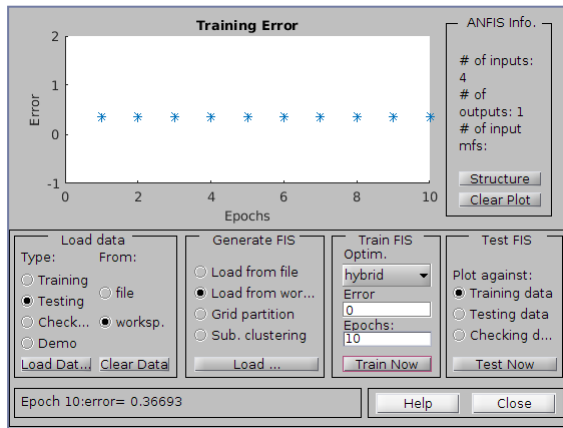 Training Error
2
1
0
-1
Error
0
2
4
6
8
10
Epochs
ANFIS Info.
# of inputs:
4
# of
outputs: 1
# of input
mfs:
Structure
Clear Plot
Load data
Type:
From:
Training
Testing
file
Check...
worksp.
Demo
Load Dat...
Clear Data
Generate FIS
Load from file
Load from wor...
Grid partition
Sub. clustering
Load ...
Train FIS
Optim.
hybrid
Error
0
Epochs:
10
Train Now
Test FIS
Plot against:
Training data
Testing data
Checking d...
Test Now
Epoch 10:error= 0.36693
Help
Close